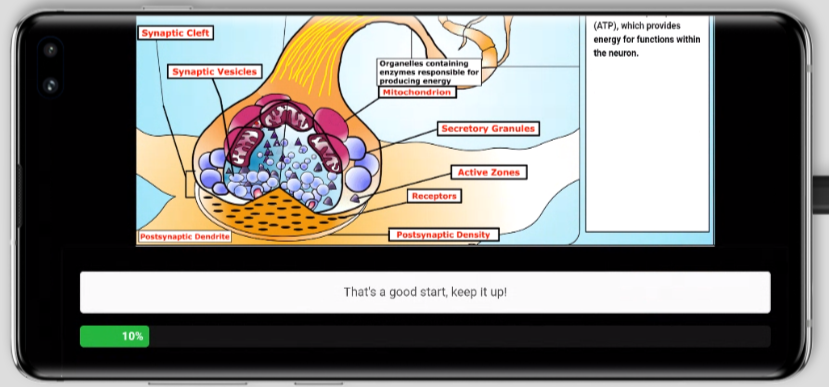 Synaptic Cleft
Synaptic Vesicles
Organelles containing
enzymes responsible for
producing energy
Mitochondrion
Secretory Granules
Active Zones
Receptors
Postsynaptic Dendrite
Postsynaptic Density
(ATP), which provides
energy for functions within
the neuron.
That's a good start, keep it up!
10%